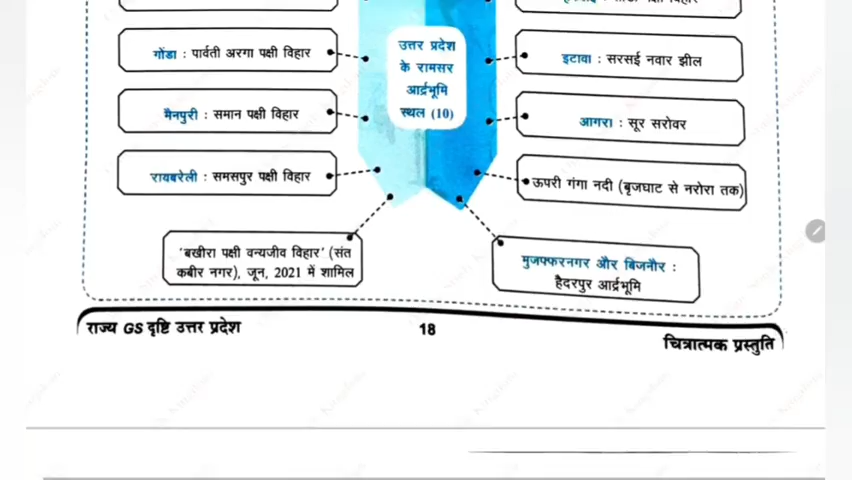 उत्तर प्रदेश
के रामसर
आर्द्रभूमि
स्थल (10)
गोंडा : पार्वती अरगा पक्षी विहार
मैनपुरी : समान पक्षी विहार
रायबरेली : समसपुर पक्षी विहार
'बखीरा पक्षी वन्यजीव विहार' (संत
कबीर नगर), जून, 2021 में शामिल
इटावा : सरसई नवार झील
आगरा : सूर सरोवर
ऊपरी गंगा नदी (बृजघाट से नरोरा तक)
मुजफ्फरनगर और बिजनौर :
हैदरपुर आर्द्रभूमि
राज्य GS दृष्टि उत्तर प्रदेश
18
चित्रात्मक प्रस्तुति